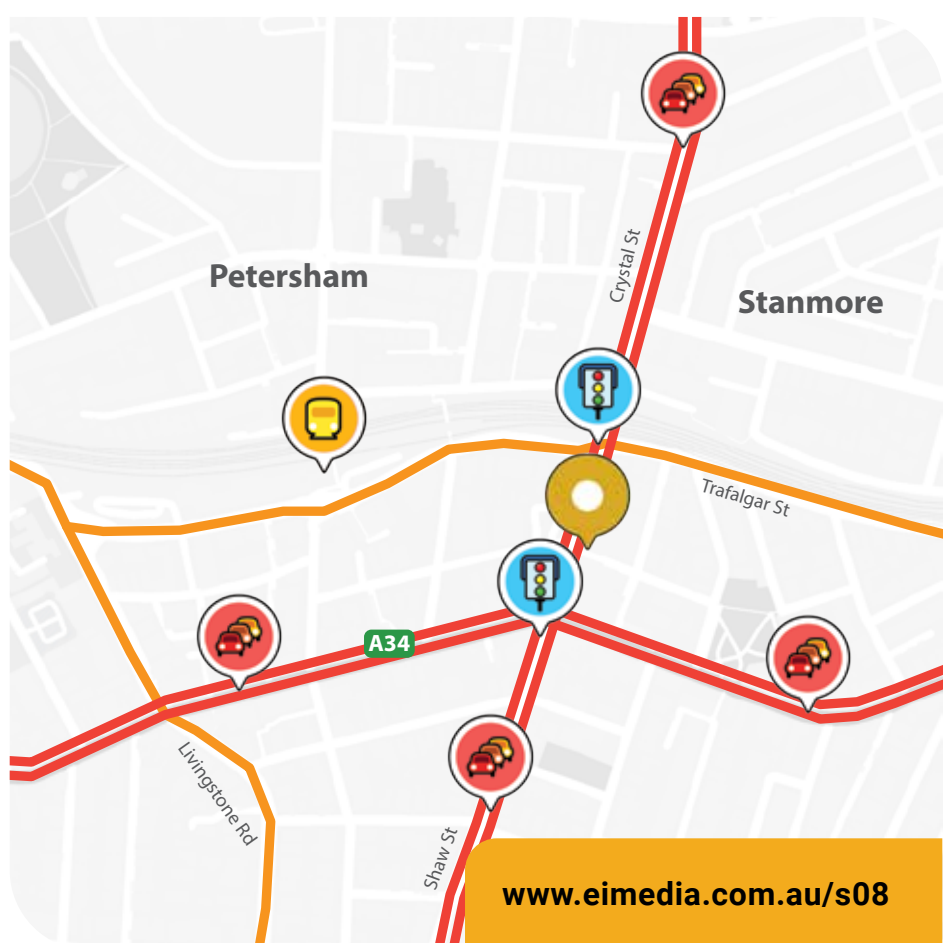 Crystal St
Petersham
Stanmore
Trafalgar St
A34
Livingstone Rd
Shaw St
www.eimedia.com.au/s08